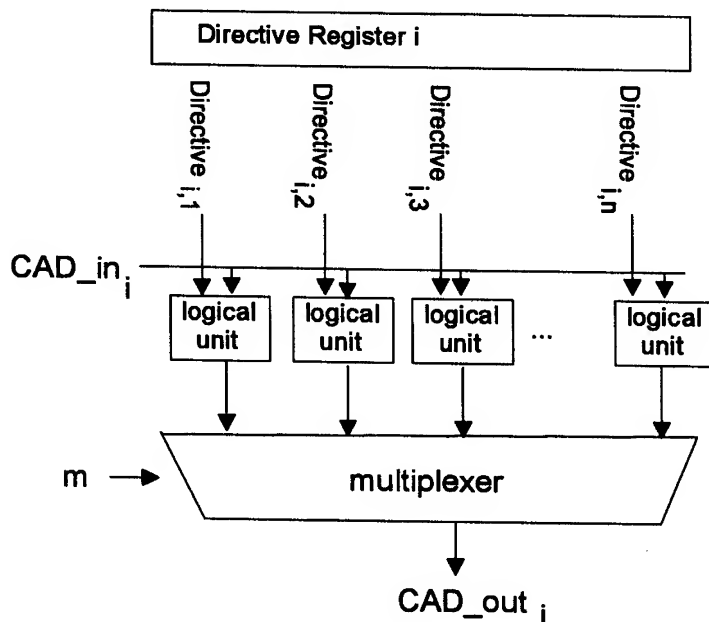 Directive Register i
Directive i,1
Directive i,2
Directive i,3
Directive i,n
CAD_in i
logical unit
logical unit
logical unit
...
logical unit
m
multiplexer
CAD_out i